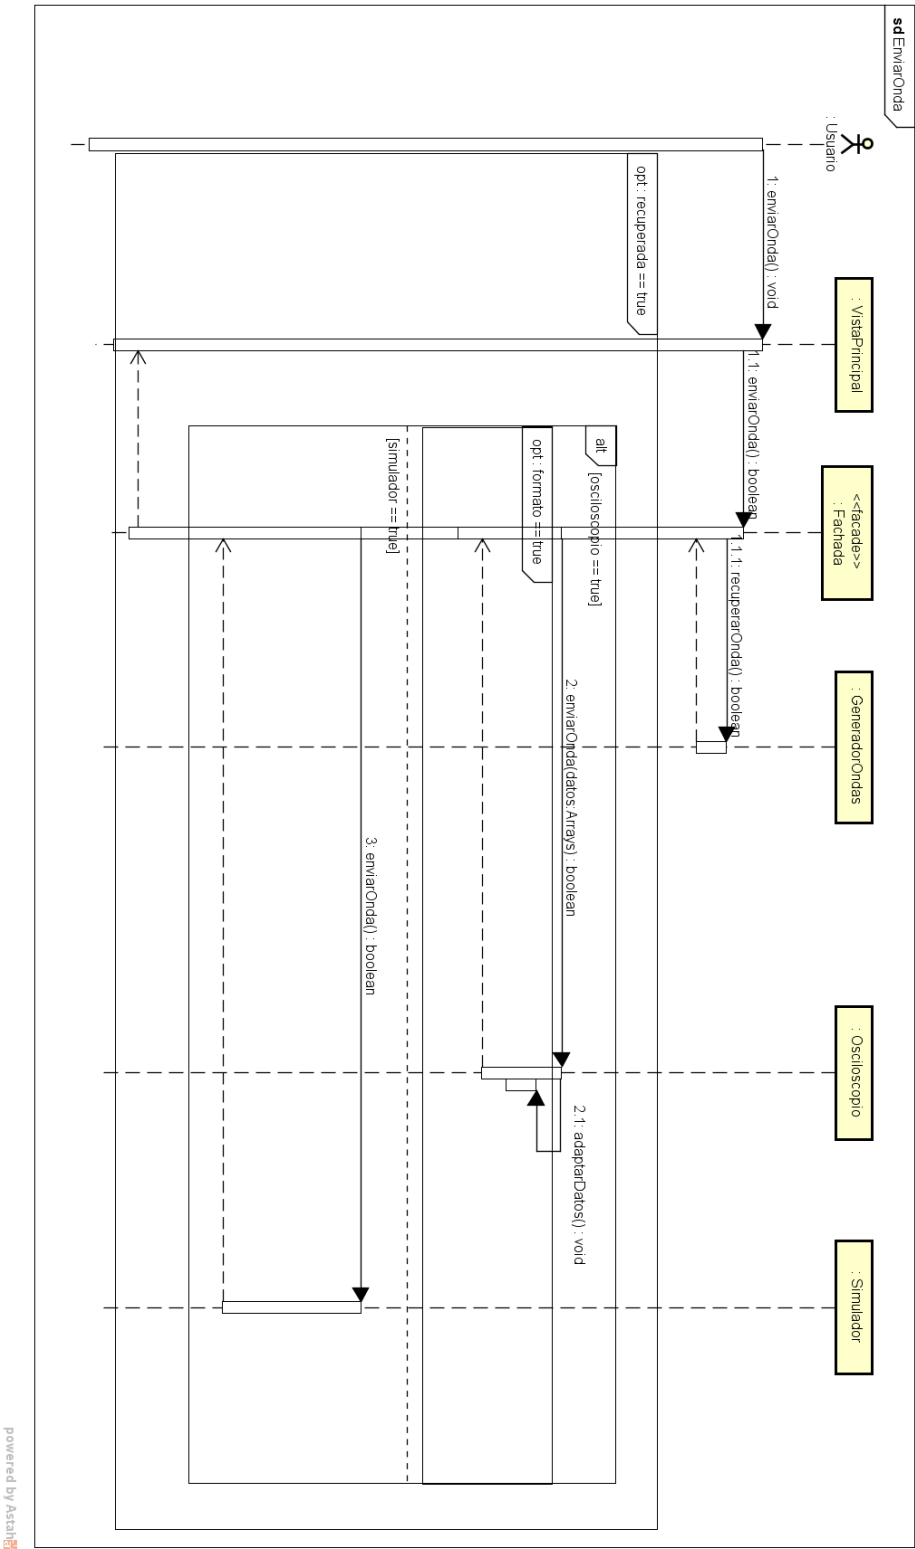 sd EnviarOnda
: Usuario
: VistaPrincipal
<<facade>>
: Fachada
: GeneradorOndas
: Osciloscopio
: Simulador
1: enviarOnda() : void
1.1: enviarOnda() : boolean
1.1.1: recuperarOnda() : boolean
opt : recuperada == true
alt
[osciloscopio == true]
2: enviarOnda(datos:Arrays) : boolean
opt : formato == true
2.1: adaptarDatos() : void
[simulador == true]
3: enviarOnda() : boolean
powered by Astah